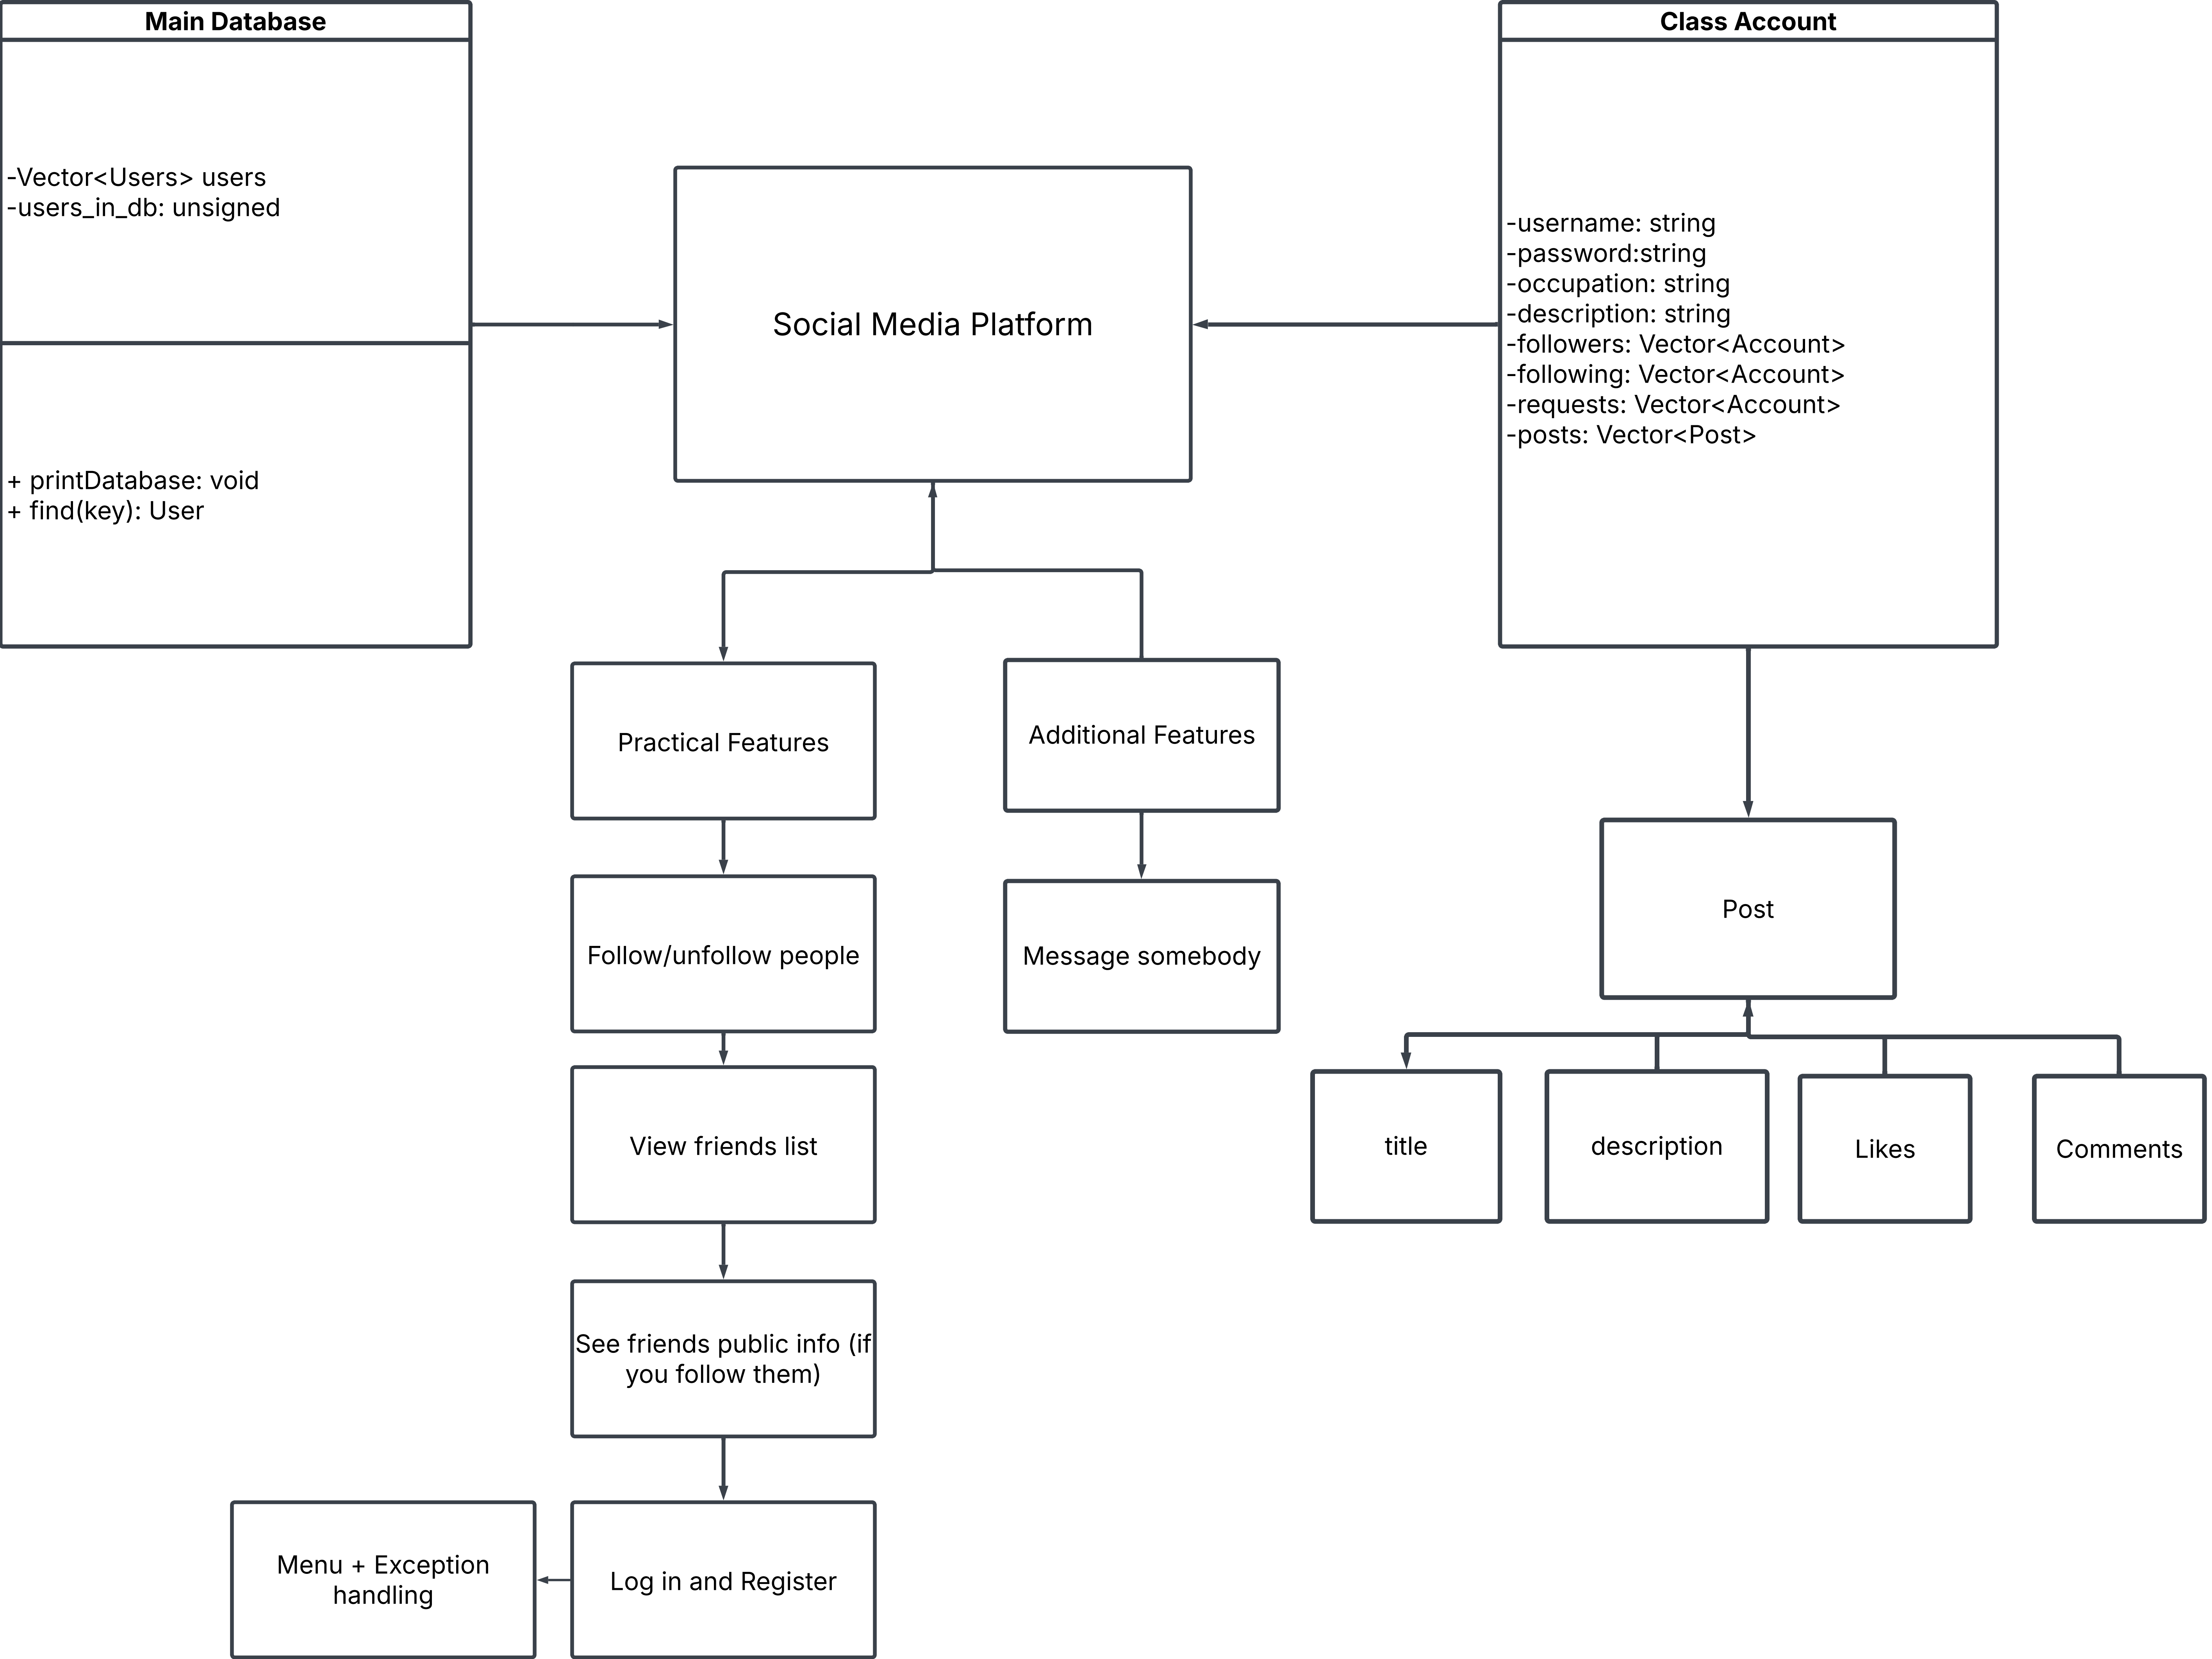 Main Database
-Vector<Users> users
-users_in_db: unsigned
+ printDatabase: void
+ find(key): User
Social Media Platform
Class Account
-username: string
-password:string
-occupation: string
-description: string
-followers: Vector<Account>
-following: Vector<Account>
-requests: Vector<Account>
-posts: Vector<Post>
Practical Features
Additional Features
Follow/unfollow people
Message somebody
View friends list
See friends public info (if
you follow them)
Log in and Register
Menu + Exception
handling
Post
title
description
Likes
Comments